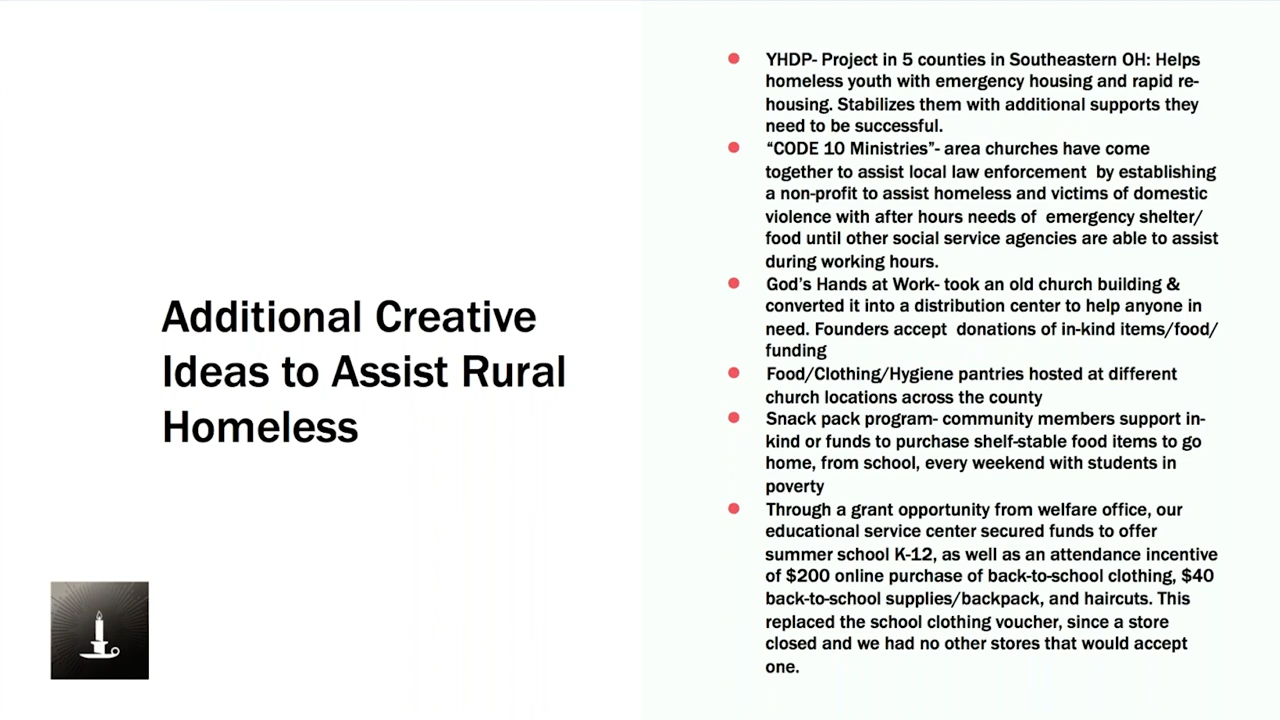 Additional Creative
Ideas to Assist Rural
Homeless
YHDP- Project in 5 counties in Southeastern OH: Helps
homeless youth with emergency housing and rapid re-
housing. Stabilizes them with additional supports they
need to be successful.
“CODE 10 Ministries”- area churches have come
together to assist local law enforcement by establishing
a non-profit to assist homeless and victims of domestic
violence with after hours needs of emergency shelter/
food until other social service agencies are able to assist
during working hours.
God’s Hands at Work- took an old church building &
converted it into a distribution center to help anyone in
need. Founders accept donations of in-kind items/food/
funding
Food/Clothing/Hygiene pantries hosted at different
church locations across the county
Snack pack program- community members support in-
kind or funds to purchase shelf-stable food items to go
home, from school, every weekend with students in
poverty
Through a grant opportunity from welfare office, our
educational service center secured funds to offer
summer school K-12, as well as an attendance incentive
of $200 online purchase of back-to-school clothing, $40
back-to-school supplies/backpack, and haircuts. This
replaced the school clothing voucher, since a store
closed and we had no other stores that would accept
one.